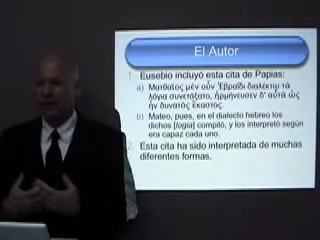 El Autor
1. Eusebio incluyó esta cita de Papias:
a) Ματθαῖος μὲν οὖν Ἑβραΐδι διαλέκτῳ τὰ
λόγια συνετάξατο, ἡρμήνευσεν δ' αὐτὰ ὡς
ἦν δυνατὸς ἕκαστος.
b) Mateo, pues, en el dialecto hebreo los
dichos [logia] compiló, y los interpretó según
era capaz cada uno.
2. Esta cita ha sido interpretada de muchas
diferentes formas.